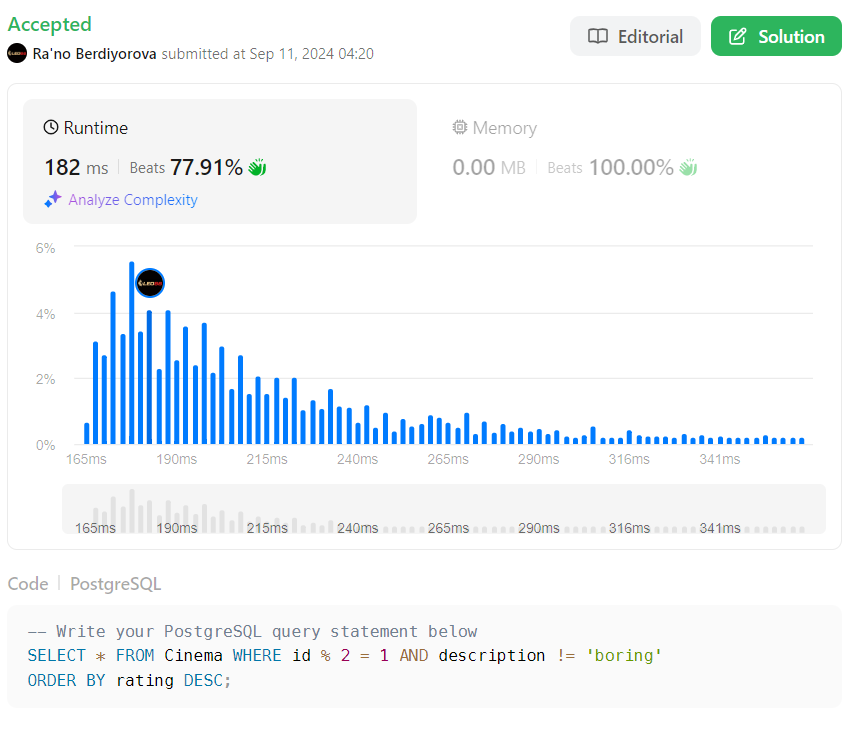 Accepted
Editorial
Solution
Ra'no Berdiyorova submitted at Sep 11, 2024 04:20
Runtime
Memory
182 ms | Beats 77.91%
0.00 MB | Beats 100.00%
Analyze Complexity
6%
4%
2%
0%
165ms 190ms 215ms 240ms 265ms 290ms 316ms 341ms
165ms 190ms 215ms 240ms 265ms 290ms 316ms 341ms
Code | PostgreSQL
-- Write your PostgreSQL query statement below
SELECT * FROM Cinema WHERE id % 2 = 1 AND description != 'boring'
ORDER BY rating DESC;